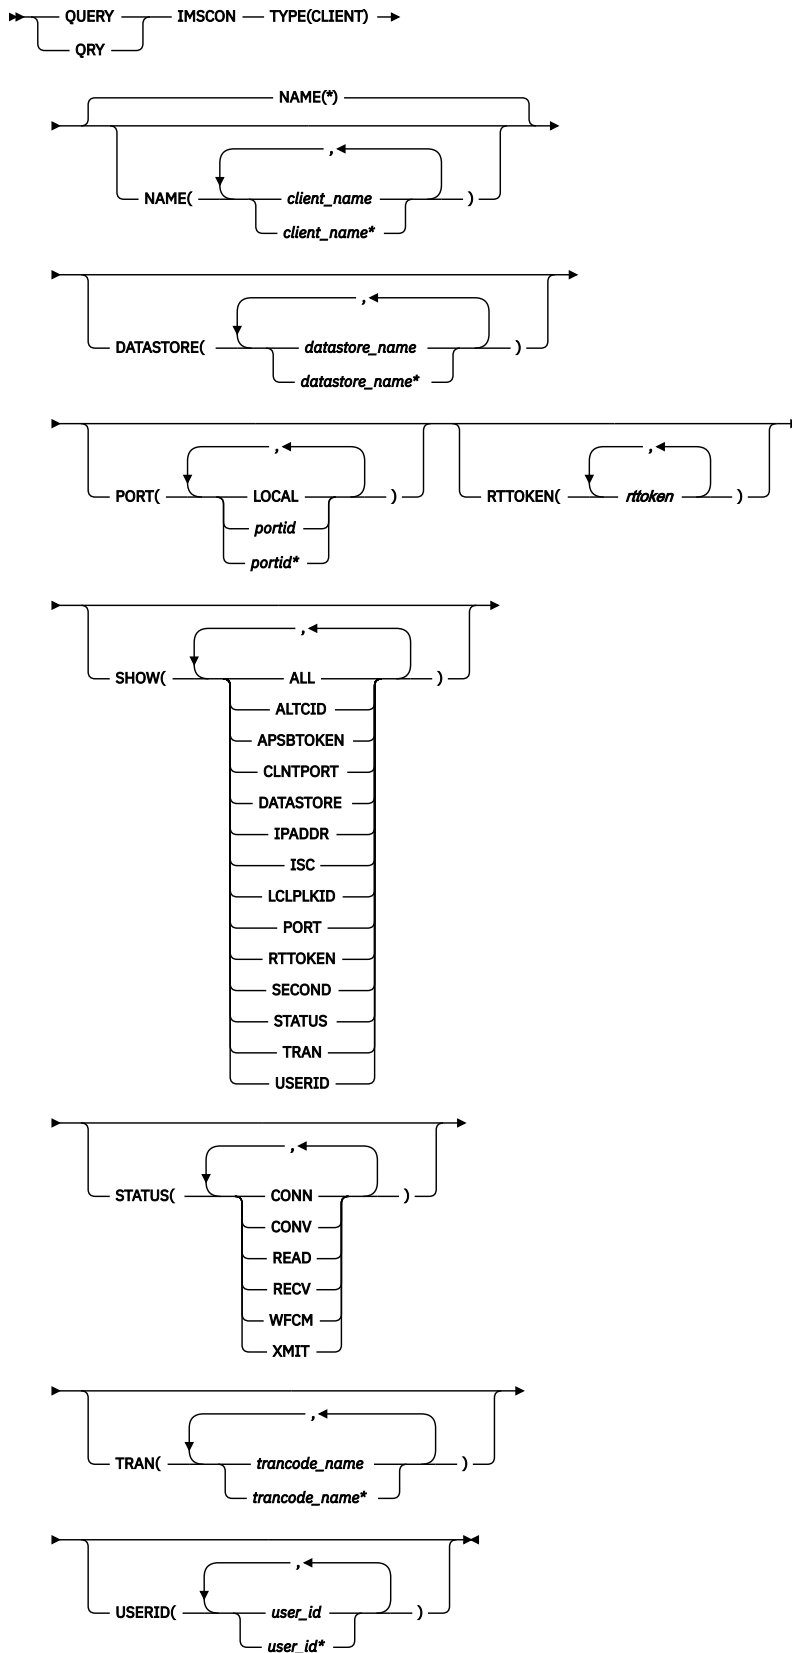 QUERY IMSCON TYPE(CLIENT)
QRY
NAME(*)
,
NAME( client_name )
client_name*
,
DATASTORE( datastore_name )
datastore_name*
, ,
PORT( LOCAL ) RTTOKEN( rttoken )
portid
portid*
,
SHOW( ALL )
ALTCID
APSBTOKEN
CLNTPORT
DATASTORE
IPADDR
ISC
LCLPLKID
PORT
RTTOKEN
SECOND
STATUS
TRAN
USERID
,
STATUS( CONN )
CONV
READ
RECV
WFCM
XMIT
,
TRAN( trancode_name )
trancode_name*
,
USERID( user_id )
user_id*